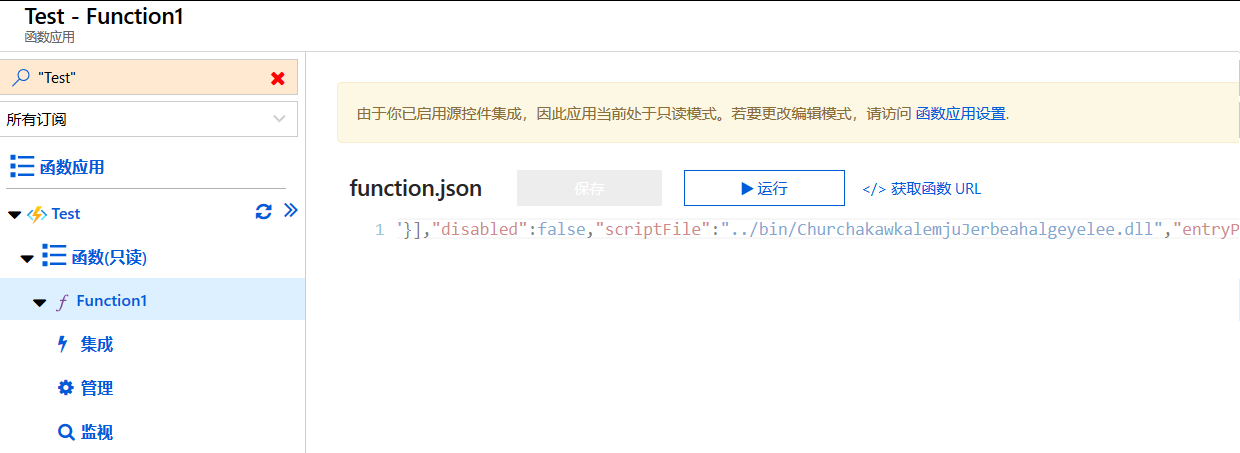 Test - Function1
函数应用
"Test"
所有订阅
函数应用
Test
函数(只读)
Function1
集成
管理
监视
由于你已启用源控件集成，因此应用当前处于只读模式。若要更改编辑模式，请访问 函数应用设置.
function.json
保存
运行
</> 获取函数 URL
1 '}],"disabled":false,"scriptFile":"../bin/ChurchakawkalemjuJerbeahalgeyelee.dll","entryP